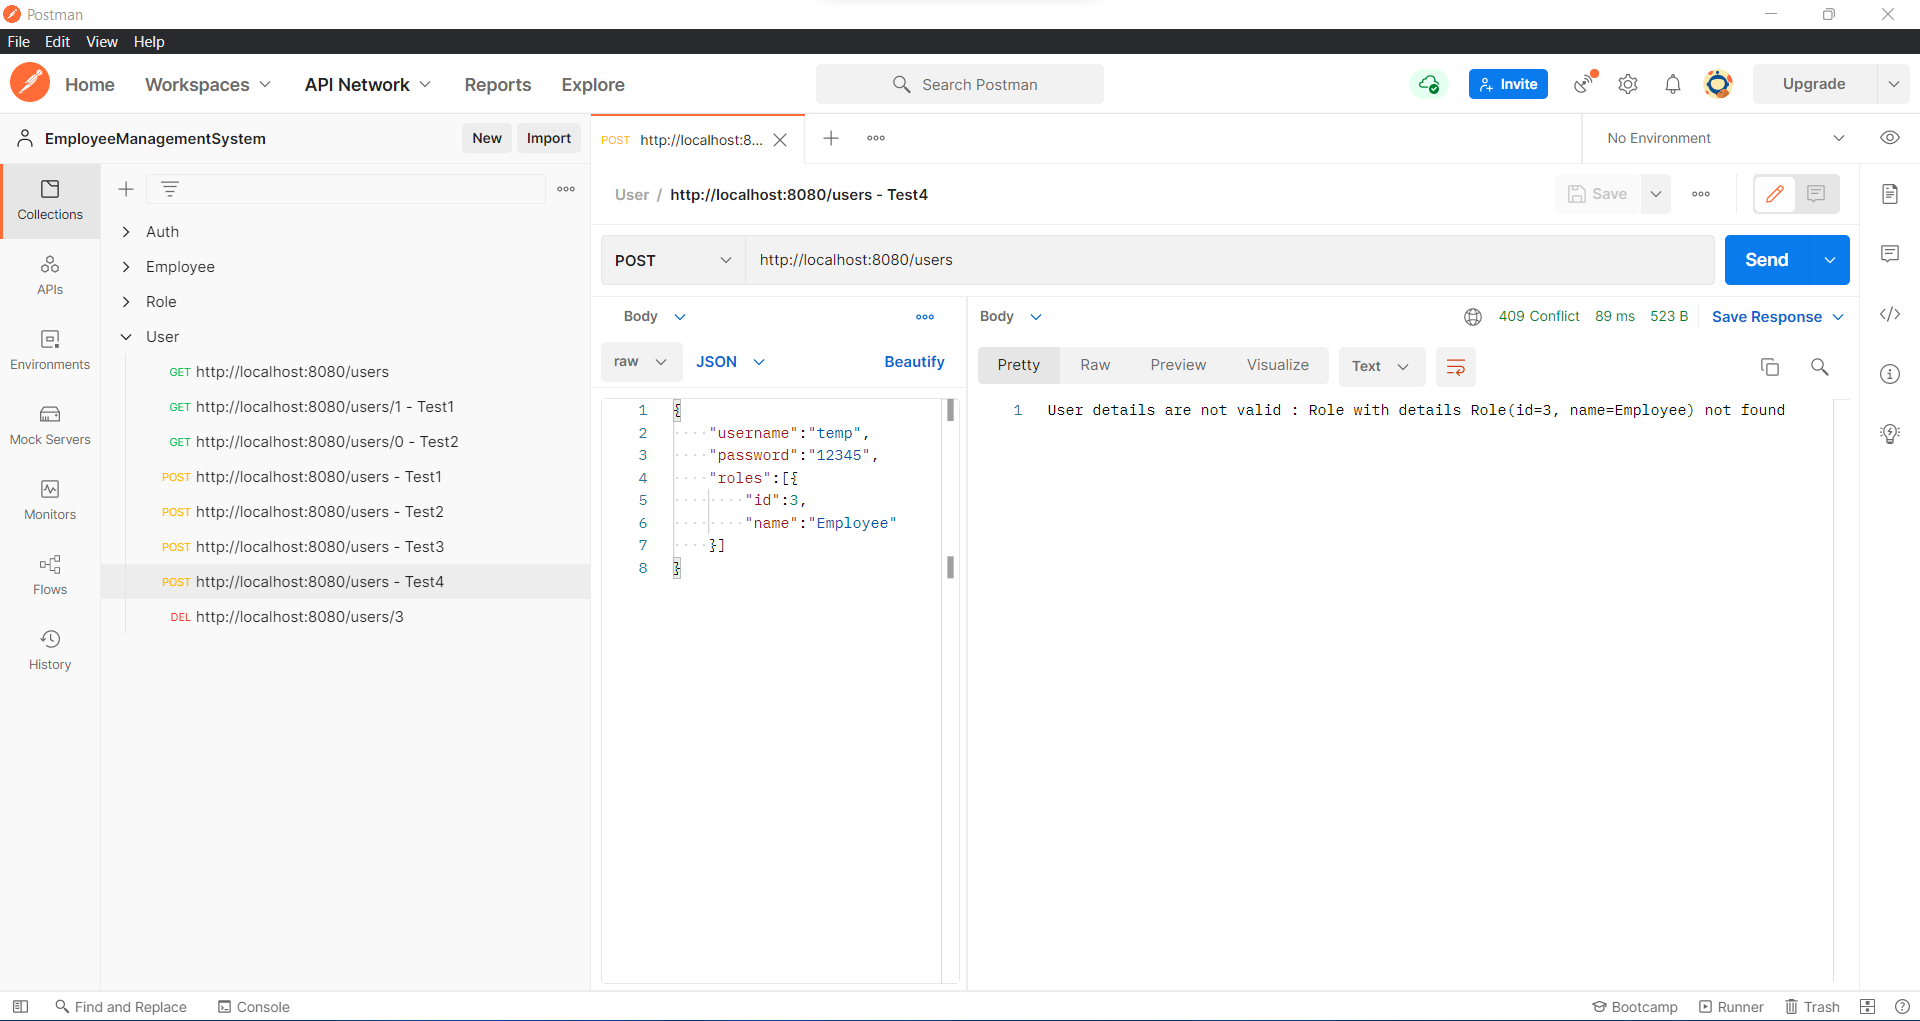 Postman
File Edit View Help
Home Workspaces API Network Reports Explore Search Postman Invite Upgrade
EmployeeManagementSystem New Import
POST http://localhost:8... No Environment
Collections
APIs
Environments
Mock Servers
Monitors
Flows
History
Auth
Employee
Role
User
GET http://localhost:8080/users
GET http://localhost:8080/users/1 - Test1
GET http://localhost:8080/users/0 - Test2
POST http://localhost:8080/users - Test1
POST http://localhost:8080/users - Test2
POST http://localhost:8080/users - Test3
POST http://localhost:8080/users - Test4
DEL http://localhost:8080/users/3
User / http://localhost:8080/users - Test4 Save
POST http://localhost:8080/users Send
Body
raw JSON Beautify
1 {
2 "username":"temp",
3 "password":"12345",
4 "roles":[{
5 "id":3,
6 "name":"Employee"
7 }]
8 }
Body 409 Conflict 89 ms 523 B Save Response
Pretty Raw Preview Visualize Text
1 User details are not valid : Role with details Role(id=3, name=Employee) not found
Find and Replace Console Bootcamp Runner Trash